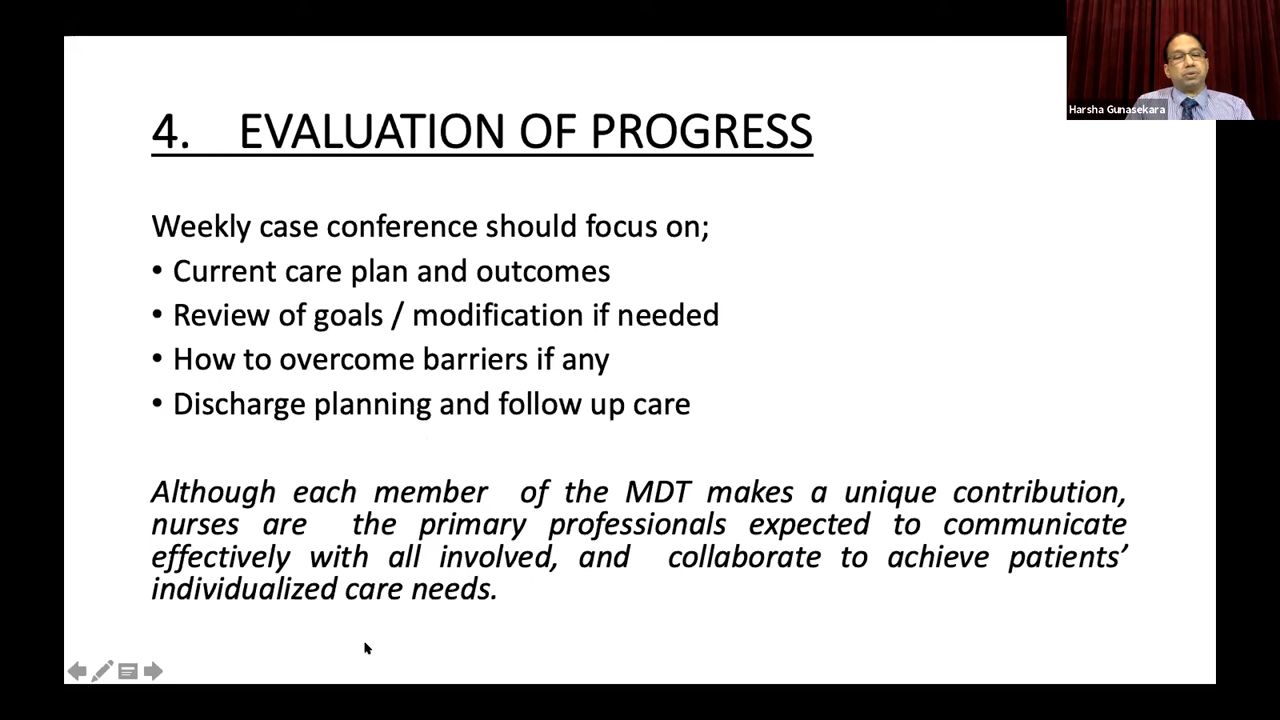 4. EVALUATION OF PROGRESS
Weekly case conference should focus on;
• Current care plan and outcomes
• Review of goals / modification if needed
• How to overcome barriers if any
• Discharge planning and follow up care
Although each member of the MDT makes a unique contribution,
nurses are the primary professionals expected to communicate
effectively with all involved, and collaborate to achieve patients’
individualized care needs.
Harsha Gunasekara